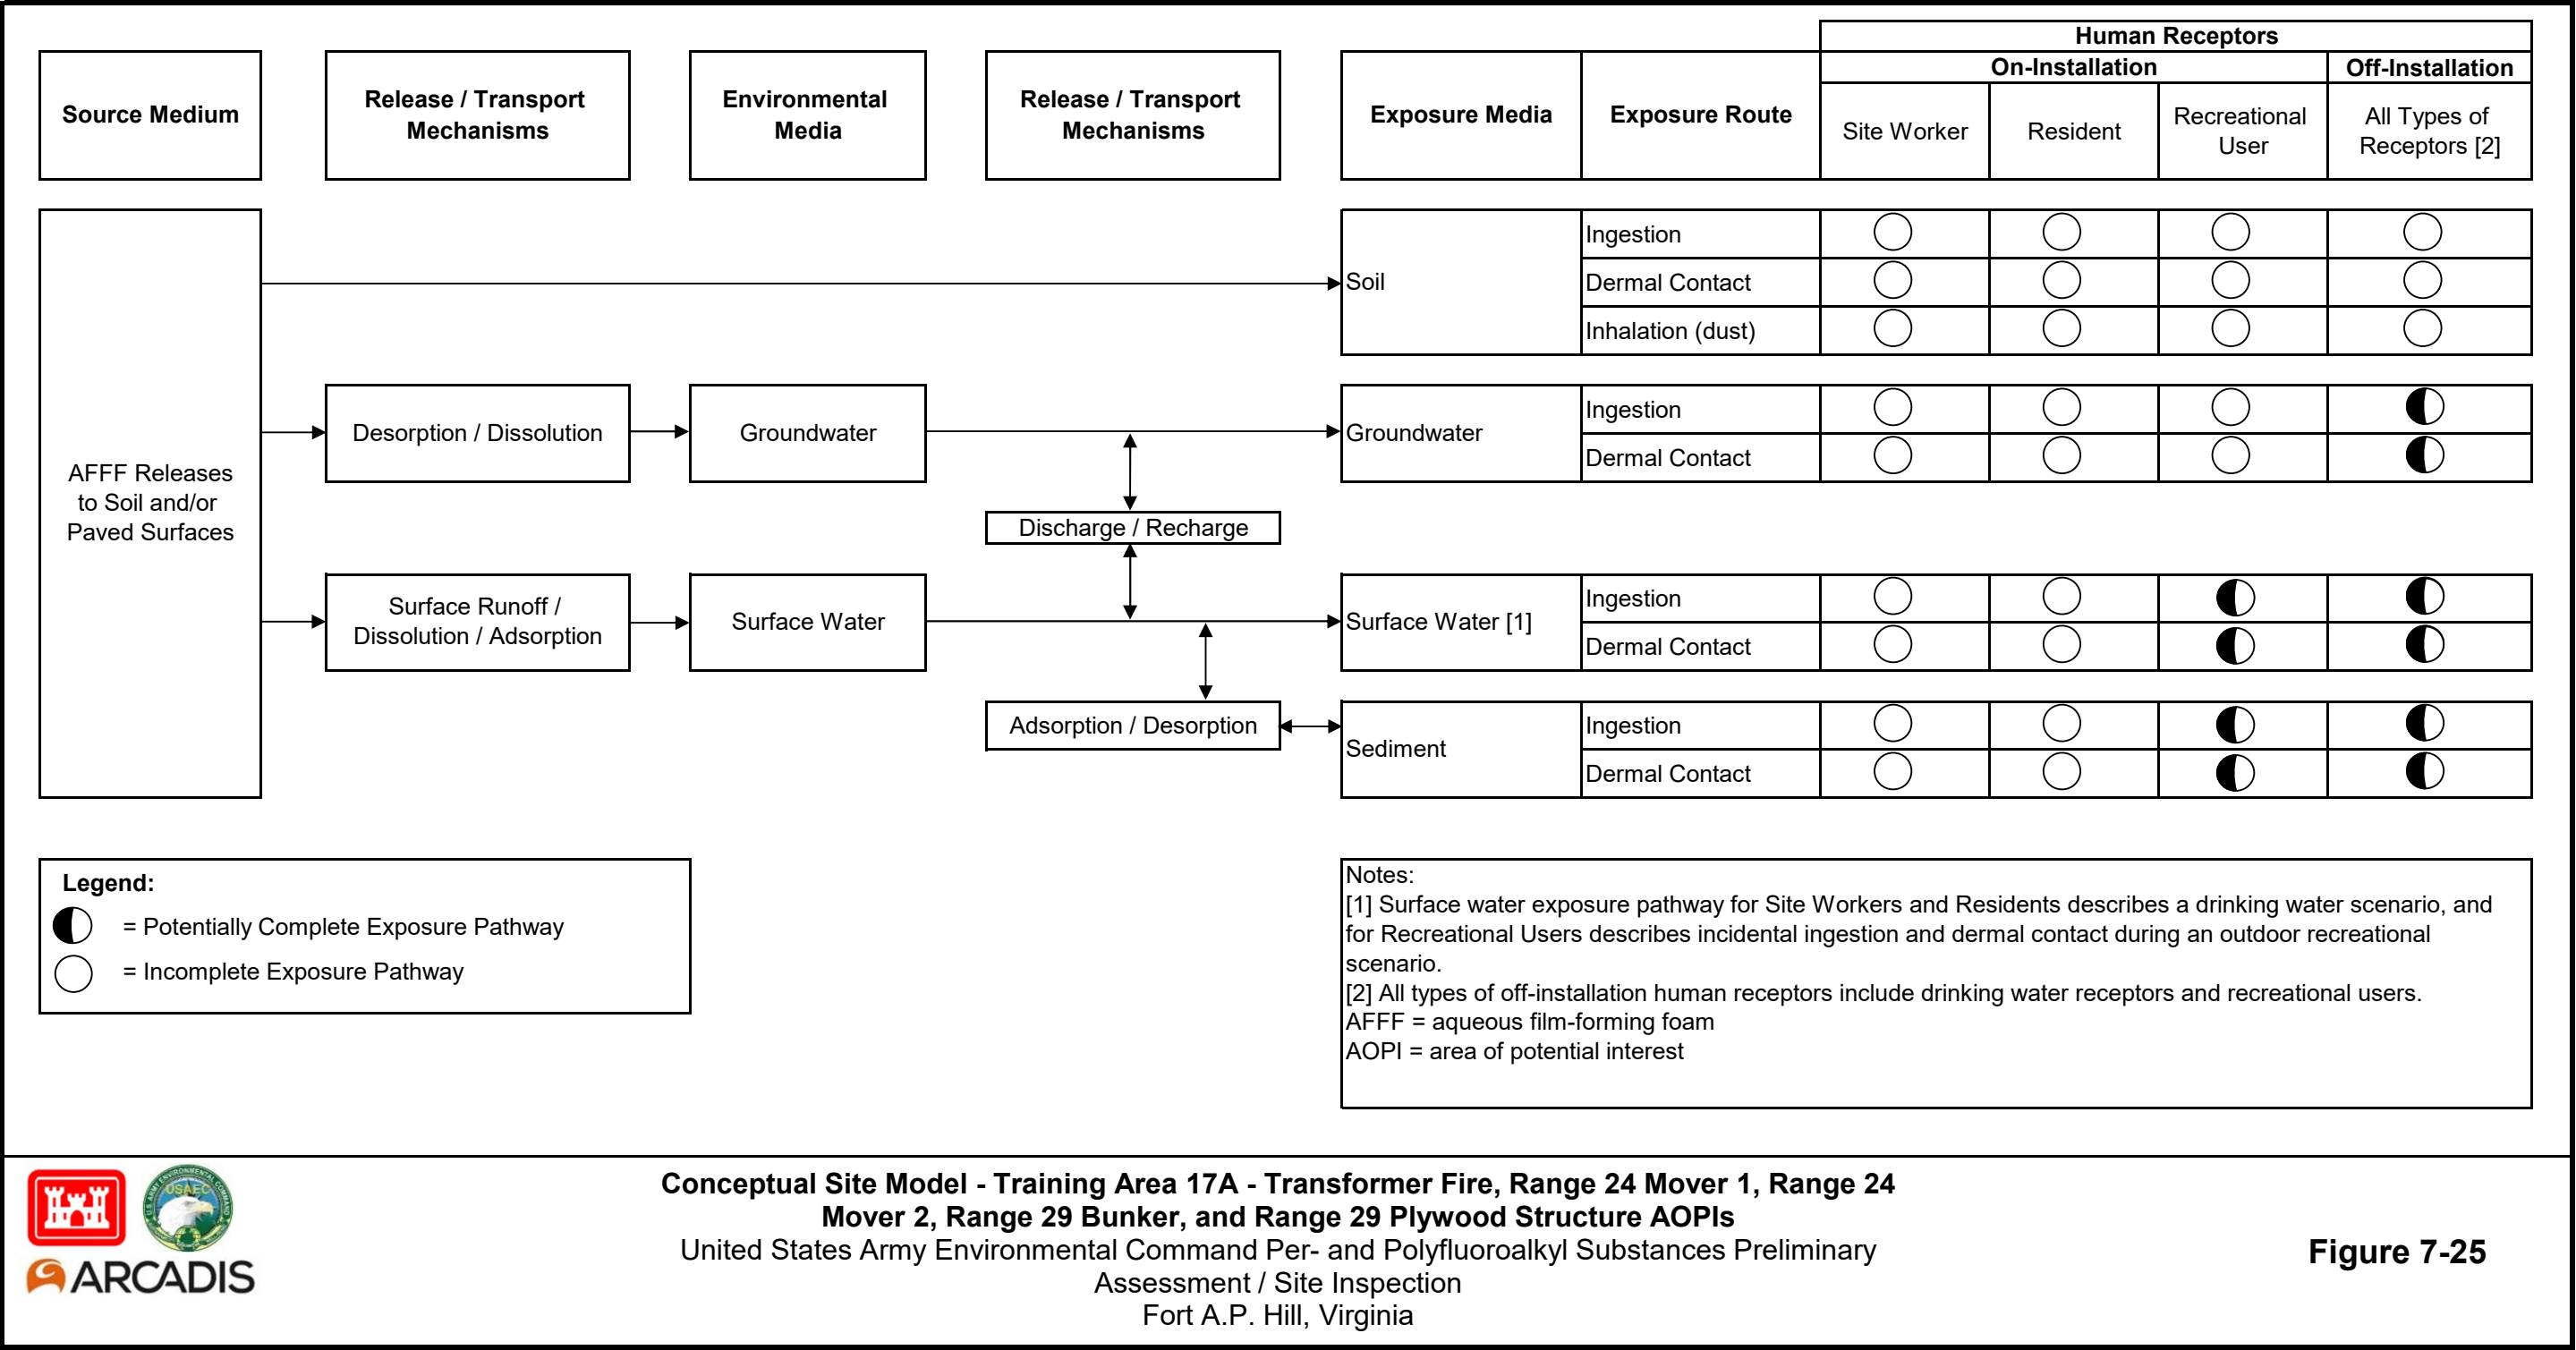 Human Receptors
On-Installation
Off-Installation
Source Medium
Release / Transport
Mechanisms
Environmental
Media
Release / Transport
Mechanisms
Exposure Media
Exposure Route
Site Worker
Resident
Recreational
User
All Types of
Receptors [2]
AFFF Releases
to Soil and/or
Paved Surfaces
Soil
Ingestion
Dermal Contact
Inhalation (dust)
Desorption / Dissolution
Groundwater
Groundwater
Ingestion
Dermal Contact
Discharge / Recharge
Surface Runoff /
Dissolution / Adsorption
Surface Water
Surface Water [1]
Ingestion
Dermal Contact
Adsorption / Desorption
Sediment
Ingestion
Dermal Contact
Legend:
= Potentially Complete Exposure Pathway
= Incomplete Exposure Pathway
Notes:
[1] Surface water exposure pathway for Site Workers and Residents describes a drinking water scenario, and
for Recreational Users describes incidental ingestion and dermal contact during an outdoor recreational
scenario.
[2] All types of off-installation human receptors include drinking water receptors and recreational users.
AFFF = aqueous film-forming foam
AOPI = area of potential interest
USAEC
U.S. ARMY ENVIRONMENTAL COMMAND
ARCADIS
Conceptual Site Model - Training Area 17A - Transformer Fire, Range 24 Mover 1, Range 24
Mover 2, Range 29 Bunker, and Range 29 Plywood Structure AOPIs
United States Army Environmental Command Per- and Polyfluoroalkyl Substances Preliminary
Assessment / Site Inspection
Fort A.P. Hill, Virginia
Figure 7-25